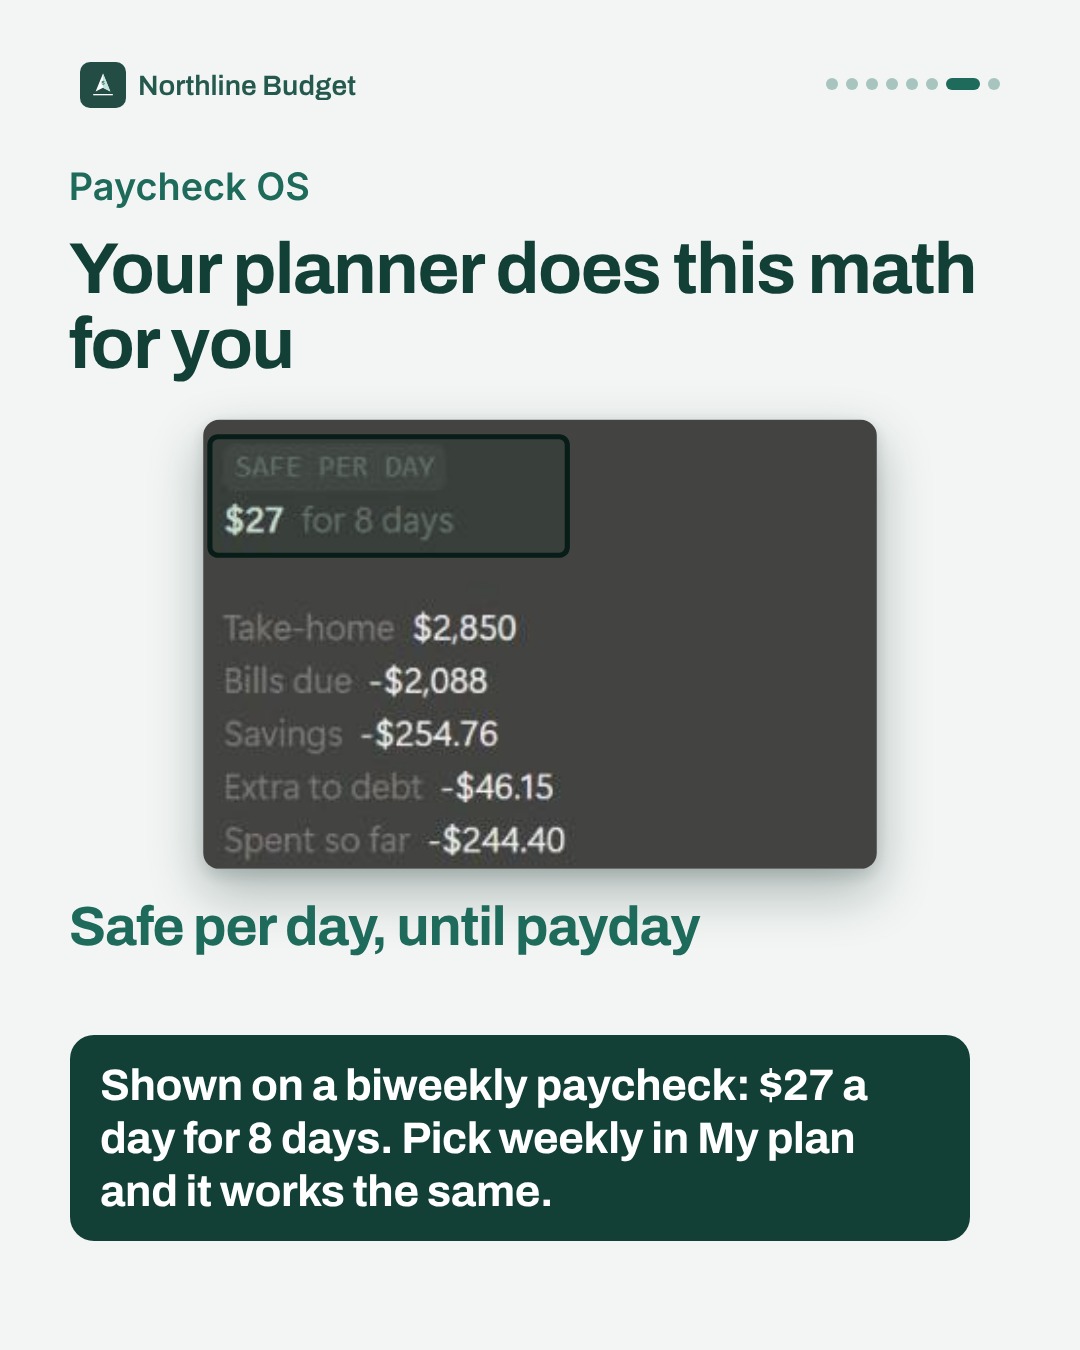 Northline Budget
Paycheck OS
Your planner does this math
for you
SAFE PER DAY
$27 for 8 days
Take-home $2,850
Bills due -$2,088
Savings -$254.76
Extra to debt -$46.15
Spent so far -$244.40
Safe per day, until payday
Shown on a biweekly paycheck: $27 a
day for 8 days. Pick weekly in My plan
and it works the same.